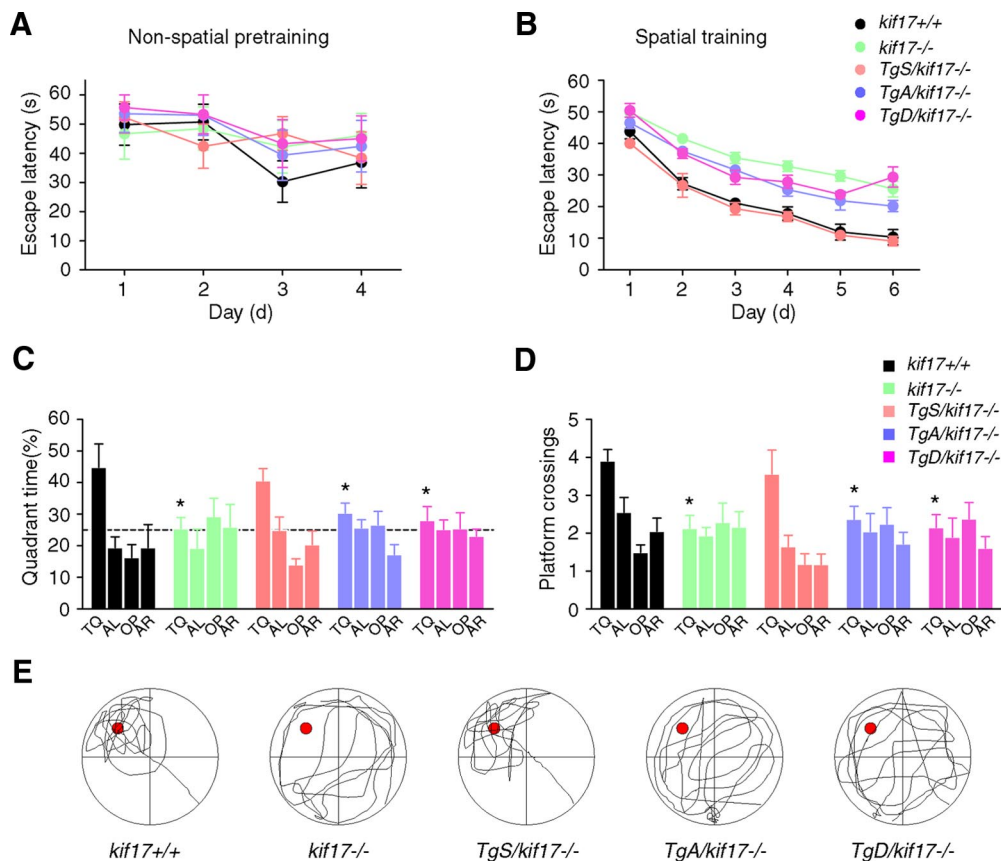 A
Non-spatial pretraining
Escape latency (s)
60
50
40
30
20
10
0
1 2 3 4
Day (d)
B
Spatial training
Escape latency (s)
60
50
40
30
20
10
0
1 2 3 4 5 6
Day (d)
kif17+/+
kif17-/-
TgS/kif17-/-
TgA/kif17-/-
TgD/kif17-/-
C
Quadrant time(%)
60
50
40
30
20
10
0
* * *
TQ AL OP AR TQ AL OP AR TQ AL OP AR TQ AL OP AR TQ AL OP AR
D
Platform crossings
5
4
3
2
1
0
* * *
TQ AL OP AR TQ AL OP AR TQ AL OP AR TQ AL OP AR TQ AL OP AR
kif17+/+
kif17-/-
TgS/kif17-/-
TgA/kif17-/-
TgD/kif17-/-
E
kif17+/+ kif17-/- TgS/kif17-/- TgA/kif17-/- TgD/kif17-/-